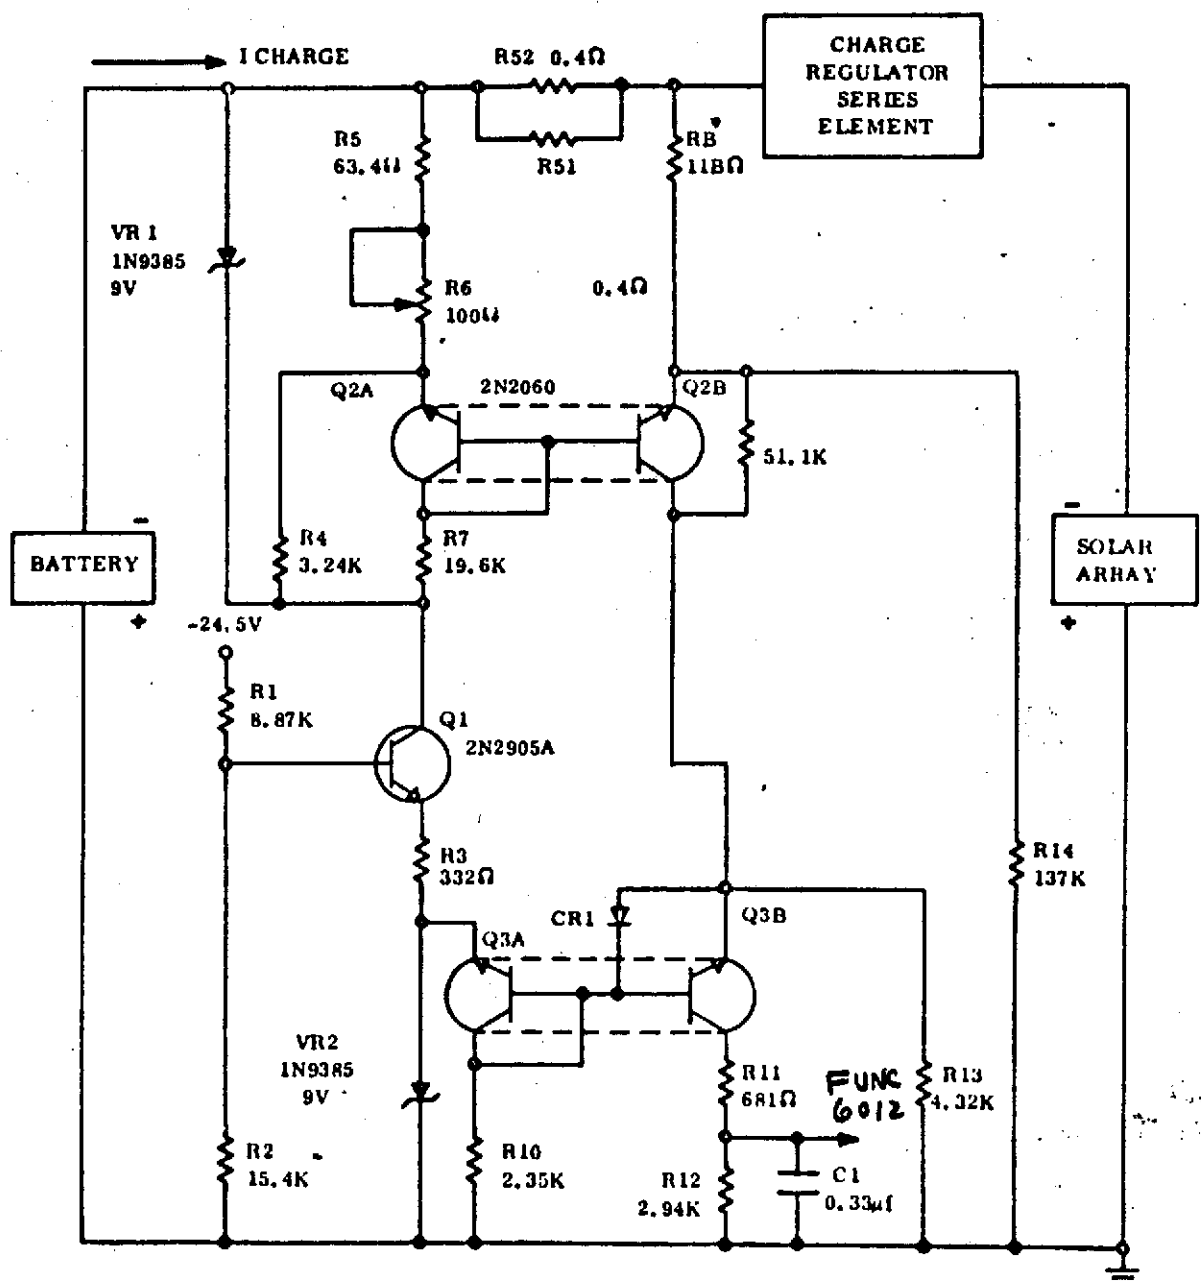 I CHARGE
R52 0.4Ω
CHARGE
REGULATOR
SERIES
ELEMENT
R5
63.4Ω
R51
RB
11BΩ
VR 1
1N9385
9V
R6
100Ω
0.4Ω
Q2A
2N2060
Q2B
51.1K
-
BATTERY
+
R4
3.24K
R7
19.6K
-
SOLAR
ARRAY
+
-24.5V
R1
8.87K
Q1
2N2905A
R3
332Ω
R14
137K
CR1
Q3B
Q3A
VR2
1N9385
9V
R11
681Ω
FUNC
6012
R13
4.32K
R2
15.4K
R10
2.35K
R12
2.94K
C1
0.33µf